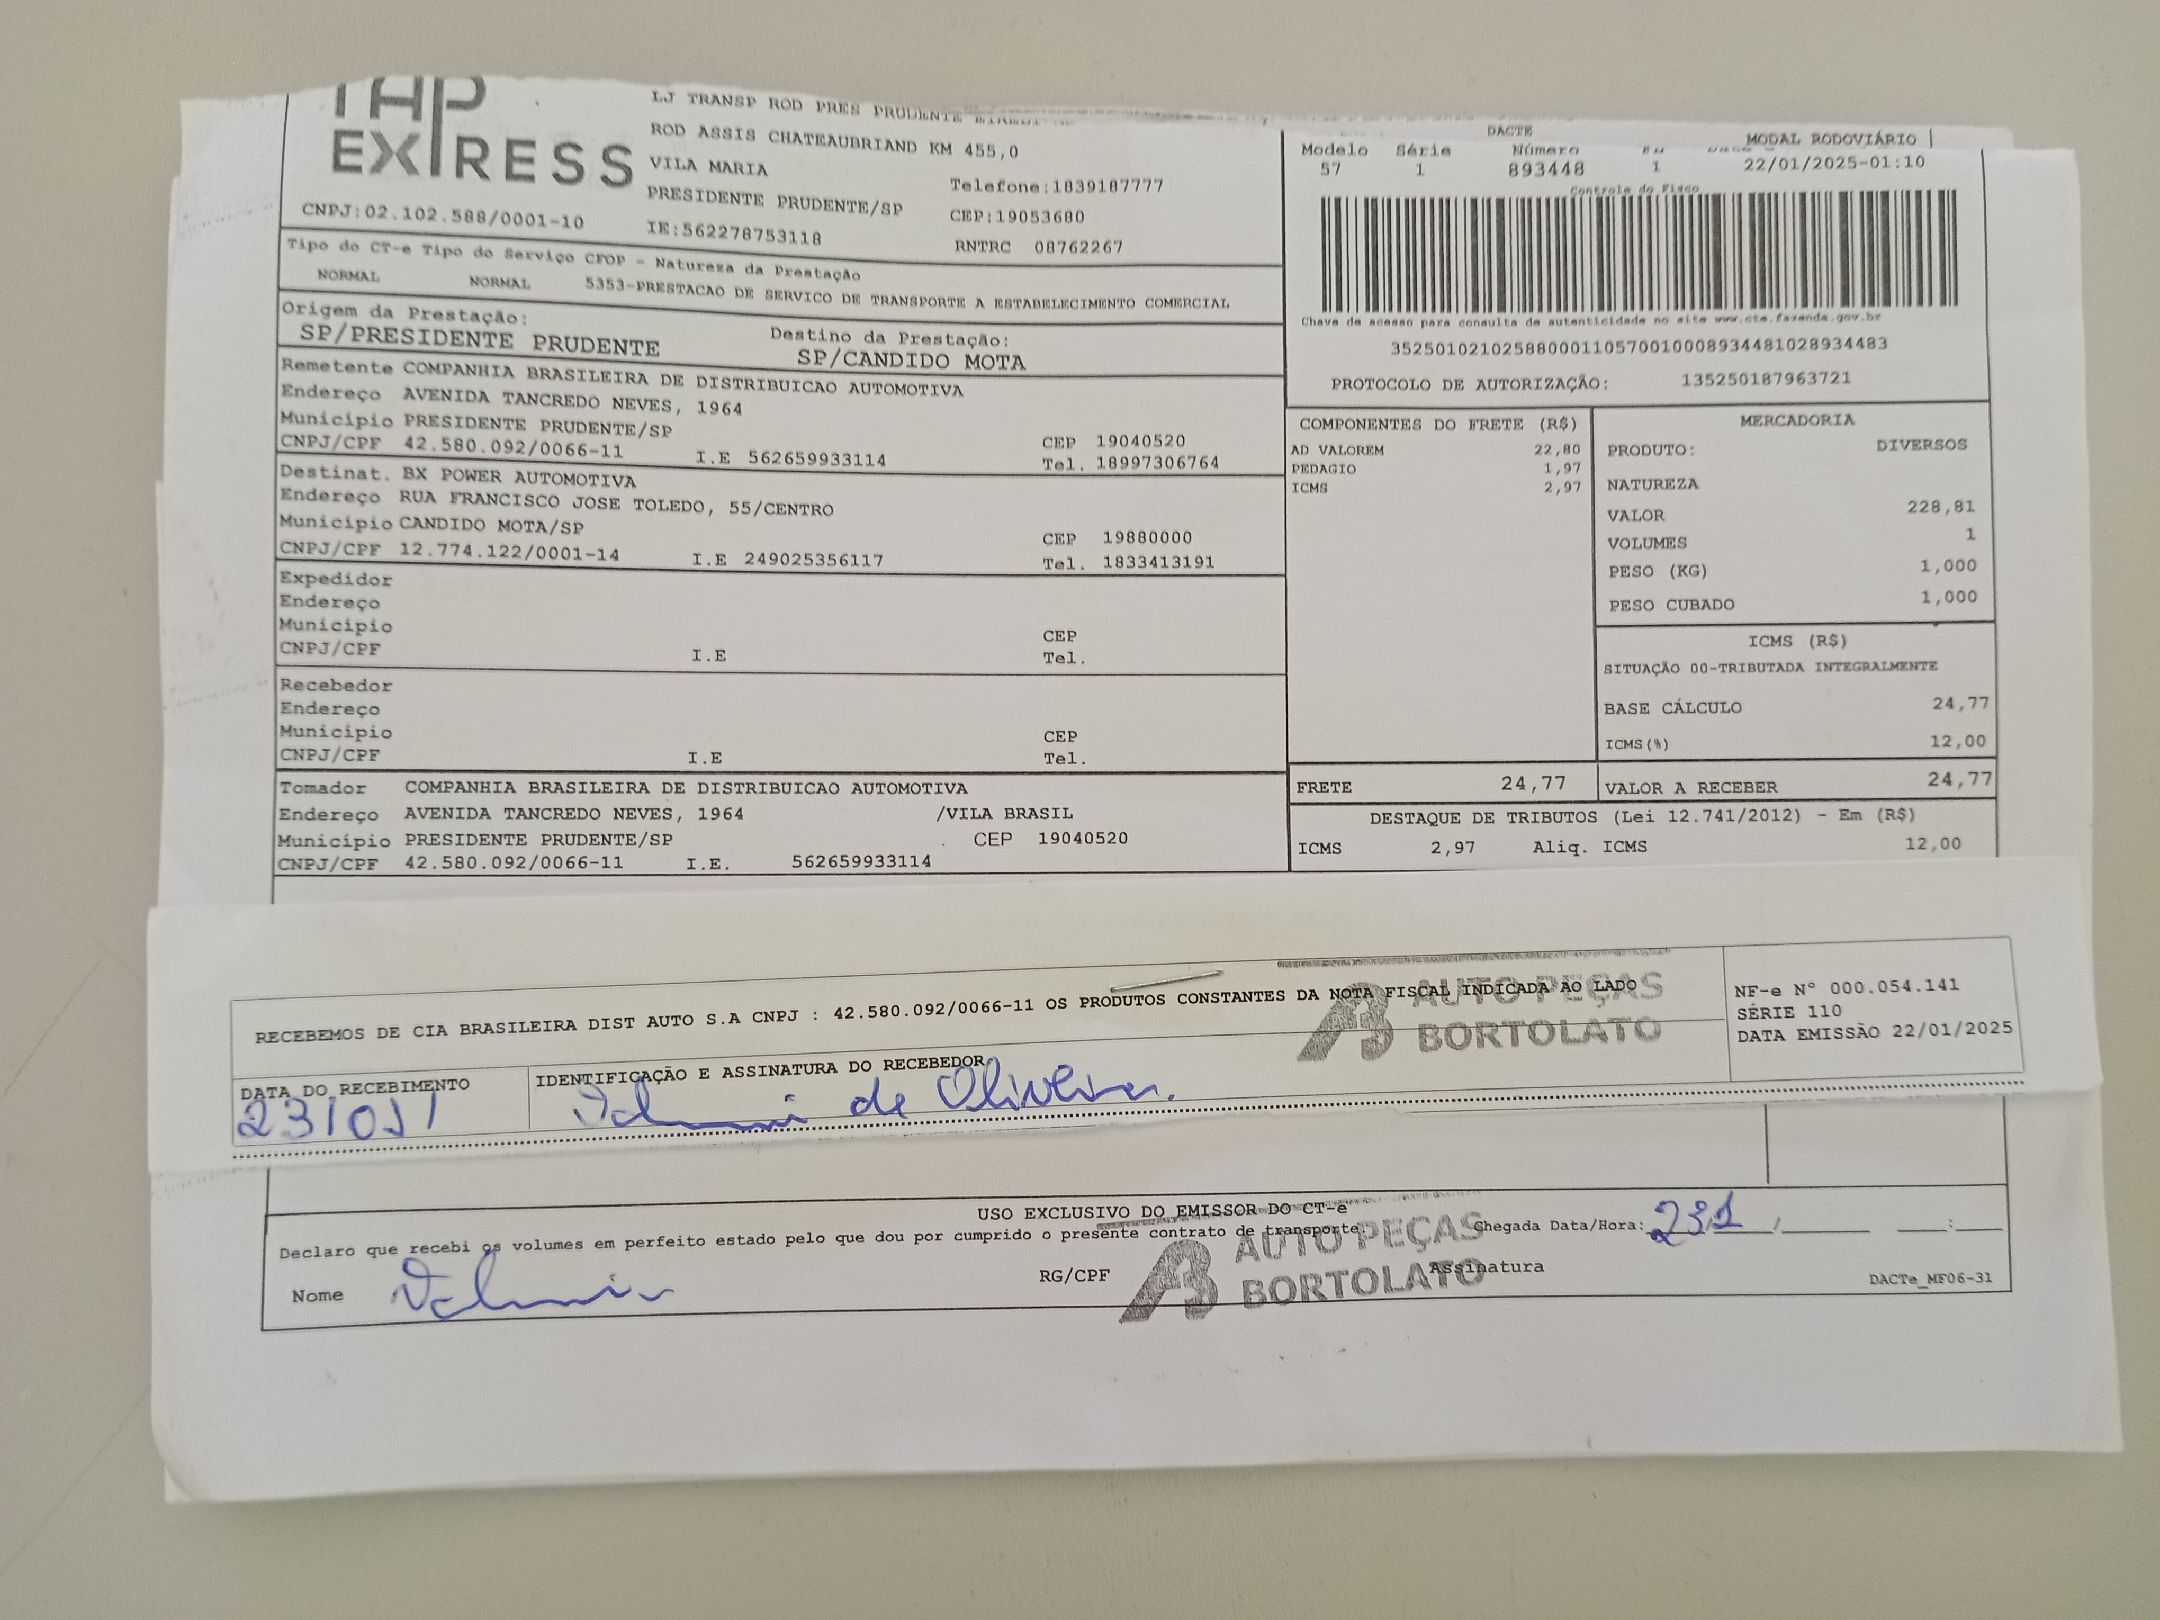 TAP
EXPRESS
CNPJ:02.102.588/0001-10
LJ TRANSP ROD PRES PRUDENTE
ROD ASSIS CHATEAUBRIAND KM 455,0
VILA MARIA
PRESIDENTE PRUDENTE/SP
IE:562278753118
Telefone:1839187777
CEP:19053680
RNTRC 08762267
DACTE
MODAL RODOVIÁRIO
Modelo Série Número
57 1 893448 1 22/01/2025-01:10
Controle do Fisco
Chave de acesso para consulta de autenticidade no site www.cte.fazenda.gov.br
35250102102588000110570010008934481028934483
PROTOCOLO DE AUTORIZAÇÃO: 135250187963721
Tipo do CT-e Tipo do Serviço CFOP - Natureza da Prestação
NORMAL NORMAL 5353-PRESTACAO DE SERVICO DE TRANSPORTE A ESTABELECIMENTO COMERCIAL
Origem da Prestação: Destino da Prestação:
SP/PRESIDENTE PRUDENTE SP/CANDIDO MOTA
Remetente COMPANHIA BRASILEIRA DE DISTRIBUICAO AUTOMOTIVA
Endereço AVENIDA TANCREDO NEVES, 1964
Município PRESIDENTE PRUDENTE/SP CEP 19040520
CNPJ/CPF 42.580.092/0066-11 I.E 562659933114 Tel. 18997306764
Destinat. BX POWER AUTOMOTIVA
Endereço RUA FRANCISCO JOSE TOLEDO, 55/CENTRO
Município CANDIDO MOTA/SP CEP 19880000
CNPJ/CPF 12.774.122/0001-14 I.E 249025356117 Tel. 1833413191
Expedidor
Endereço
Município CEP
CNPJ/CPF I.E Tel.
Recebedor
Endereço
Município CEP
CNPJ/CPF I.E Tel.
Tomador COMPANHIA BRASILEIRA DE DISTRIBUICAO AUTOMOTIVA
Endereço AVENIDA TANCREDO NEVES, 1964 /VILA BRASIL
Município PRESIDENTE PRUDENTE/SP CEP 19040520
CNPJ/CPF 42.580.092/0066-11 I.E. 562659933114
COMPONENTES DO FRETE (R$)
AD VALOREM 22,80
PEDAGIO 1,97
ICMS 2,97
MERCADORIA
PRODUTO: DIVERSOS
NATUREZA
VALOR 228,81
VOLUMES 1
PESO (KG) 1,000
PESO CUBADO 1,000
ICMS (R$)
SITUAÇÃO 00-TRIBUTADA INTEGRALMENTE
BASE CÁLCULO 24,77
ICMS(%) 12,00
FRETE 24,77 VALOR A RECEBER 24,77
DESTAQUE DE TRIBUTOS (Lei 12.741/2012) - Em (R$)
ICMS 2,97 Aliq. ICMS 12,00
RECEBEMOS DE CIA BRASILEIRA DIST AUTO S.A CNPJ : 42.580.092/0066-11 OS PRODUTOS CONSTANTES DA NOTA FISCAL INDICADA AO LADO
AUTO PEÇAS
BORTOLATO
NF-e N° 000.054.141
SÉRIE 110
DATA EMISSÃO 22/01/2025
DATA DO RECEBIMENTO IDENTIFICAÇÃO E ASSINATURA DO RECEBEDOR
23/01/ de Oliveira.
USO EXCLUSIVO DO EMISSOR DO CT-e
Declaro que recebi os volumes em perfeito estado pelo que dou por cumprido o presente contrato de transporte. Chegada Data/Hora: 23/1 / :
AUTO PEÇAS
BORTOLATO
Nome RG/CPF Assinatura
DACTe_MF06-31